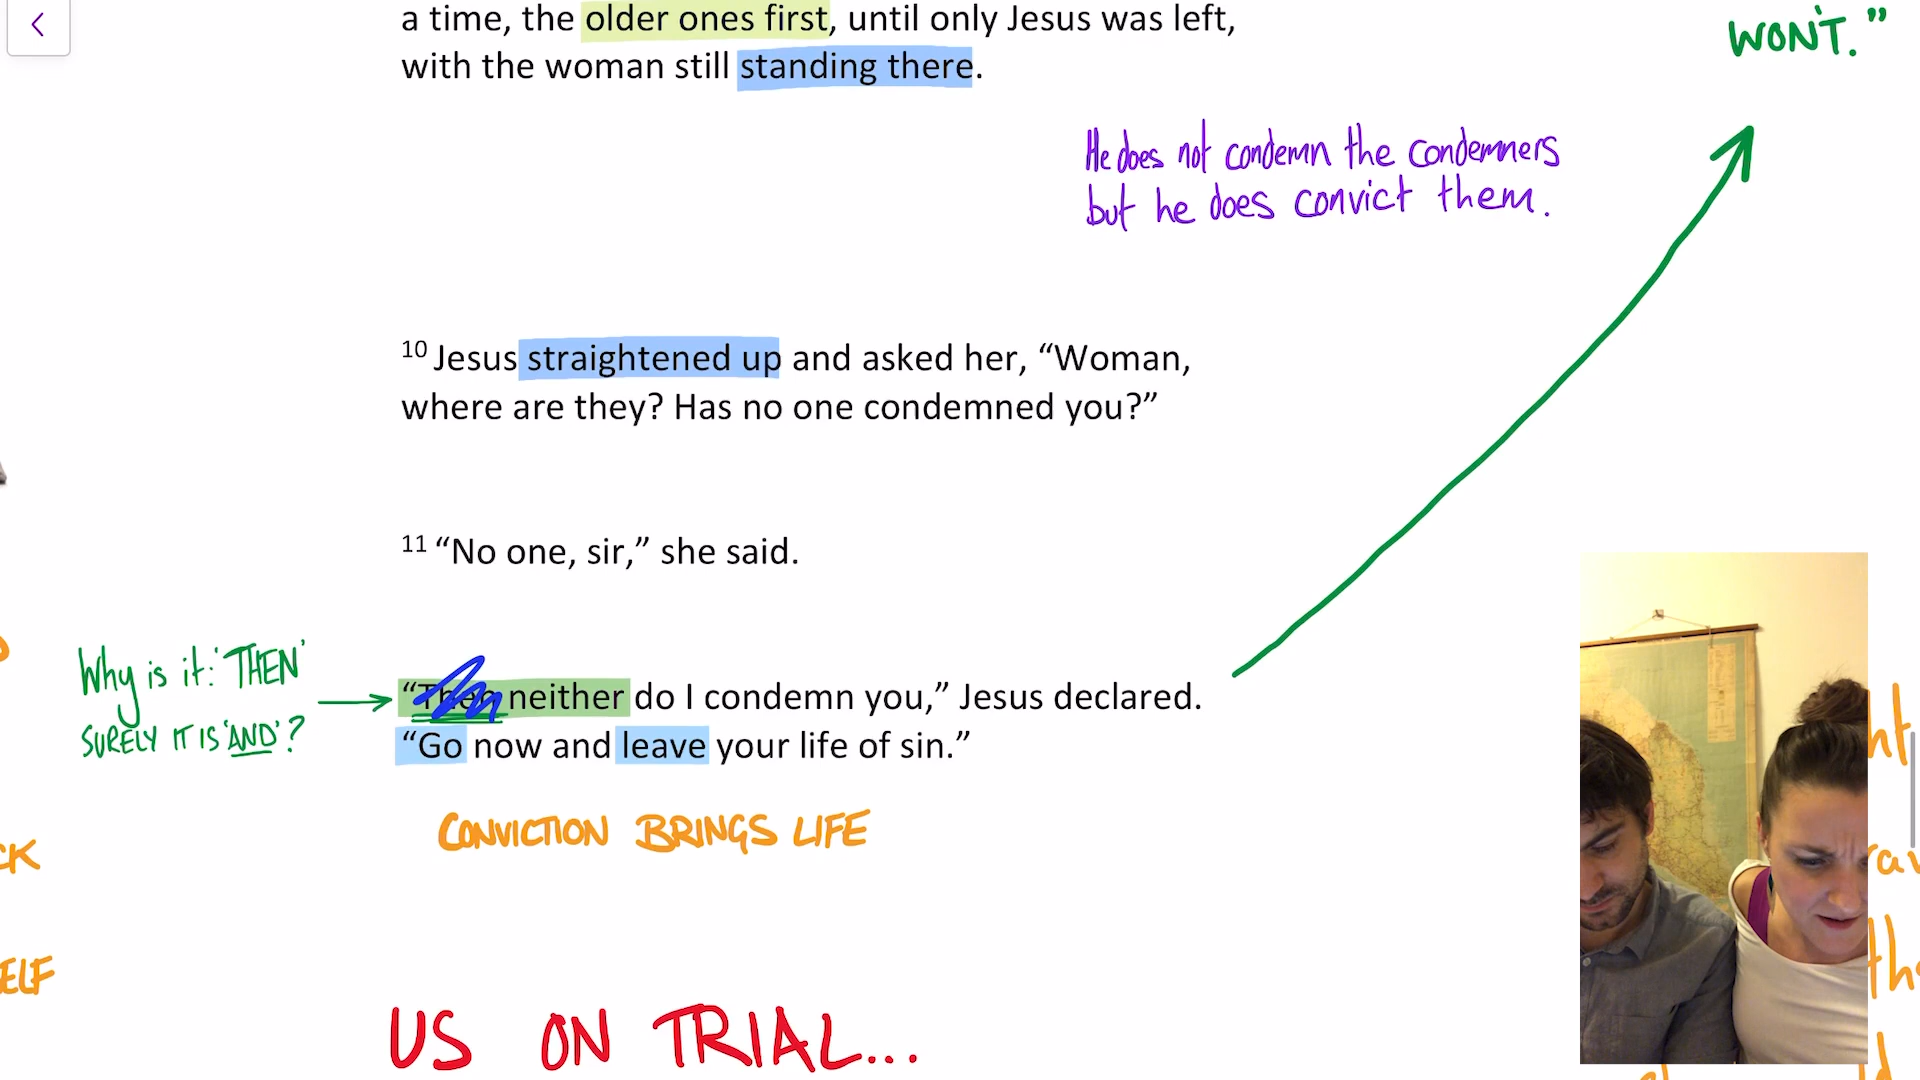 a time, the older ones first, until only Jesus was left,
with the woman still standing there.
WON'T.”
He does not condemn the condemners
but he does convict them.
10 Jesus straightened up and asked her, “Woman,
where are they? Has no one condemned you?”
11 “No one, sir,” she said.
Why is it: 'THEN'
SURELY IT IS 'AND'?
“Then neither do I condemn you,” Jesus declared.
“Go now and leave your life of sin.”
CONVICTION BRINGS LIFE
US ON TRIAL...